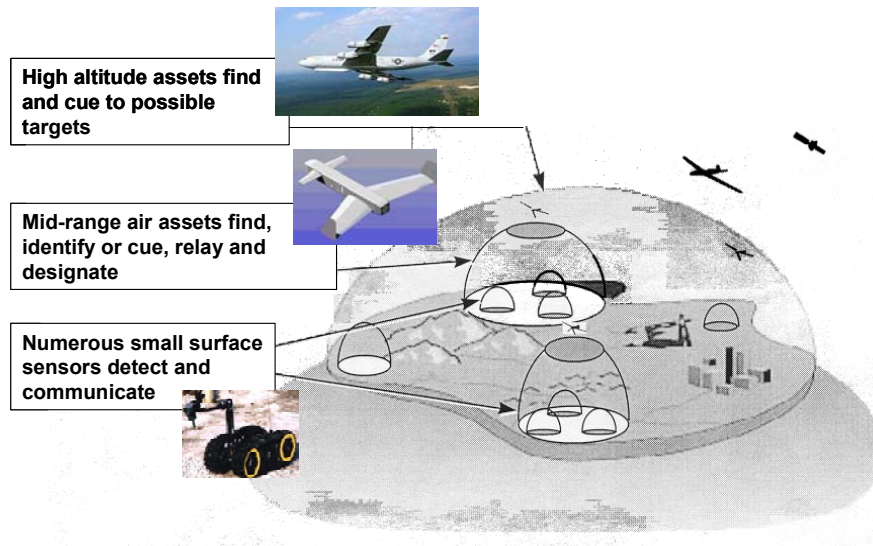 High altitude assets find
and cue to possible
targets
Mid-range air assets find,
identify or cue, relay and
designate
Numerous small surface
sensors detect and
communicate